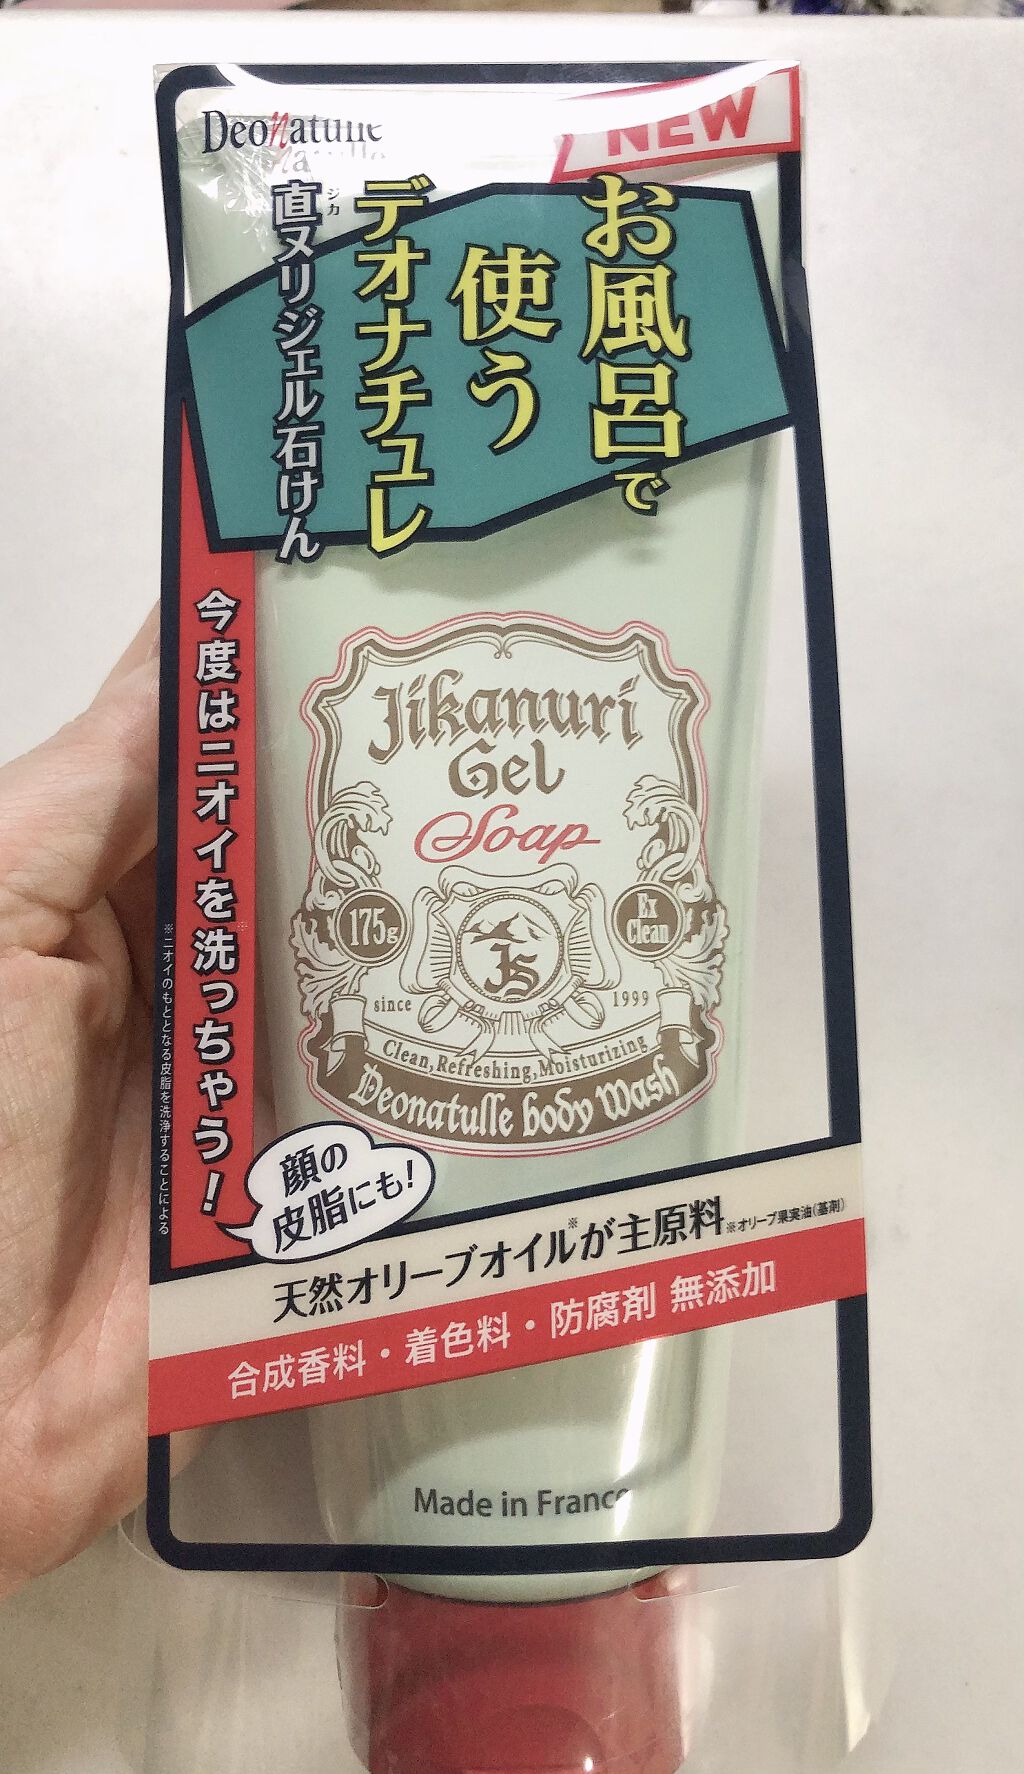 Deonatulle
NEW
お風呂で
使う
デオナチュレ
ジカ
直ヌリジェル石けん
今度はニオイを洗っちゃう!
※
※ニオイのもととなる皮脂を洗浄することによる
Jikanuri
Gel
Soap
175g
Ex
Clean
JS
since
1999
Clean,Refreshing,Moisturizing
Deonatulle body Wash
顔の
皮脂にも!
天然オリーブオイル※が主原料※オリーブ果実油(基剤)
合成香料・着色料・防腐剤 無添加
Made in France